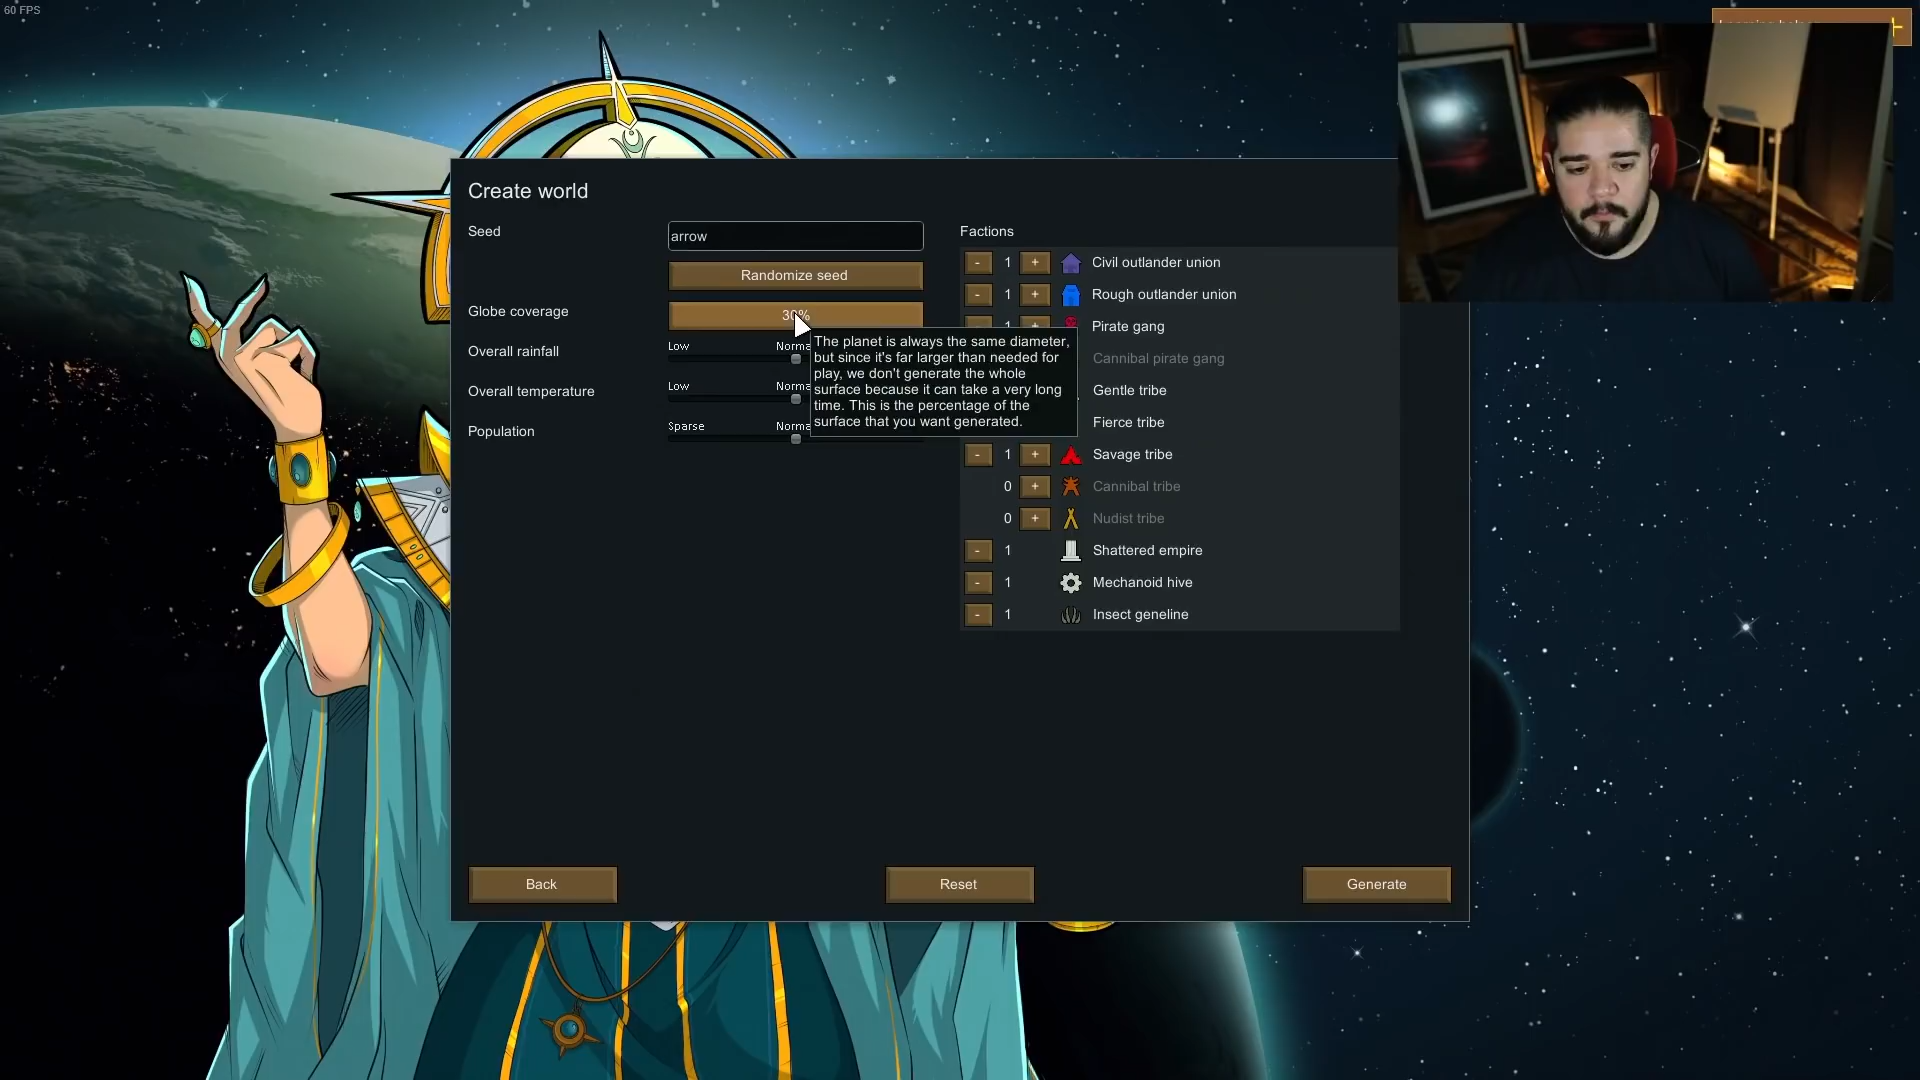 60 FPS
Create world
Seed
arrow
Randomize seed
Globe coverage
30%
Overall rainfall
Low
Norma
Overall temperature
Low
Norma
Population
Sparse
Norma
The planet is always the same diameter,
but since it's far larger than needed for
play, we don't generate the whole
surface because it can take a very long
time. This is the percentage of the
surface that you want generated.
Factions
- 1 + Civil outlander union
- 1 + Rough outlander union
- 1 + Pirate gang
Cannibal pirate gang
Gentle tribe
Fierce tribe
- 1 + Savage tribe
0 + Cannibal tribe
0 + Nudist tribe
- 1 Shattered empire
- 1 Mechanoid hive
- 1 Insect geneline
Back
Reset
Generate